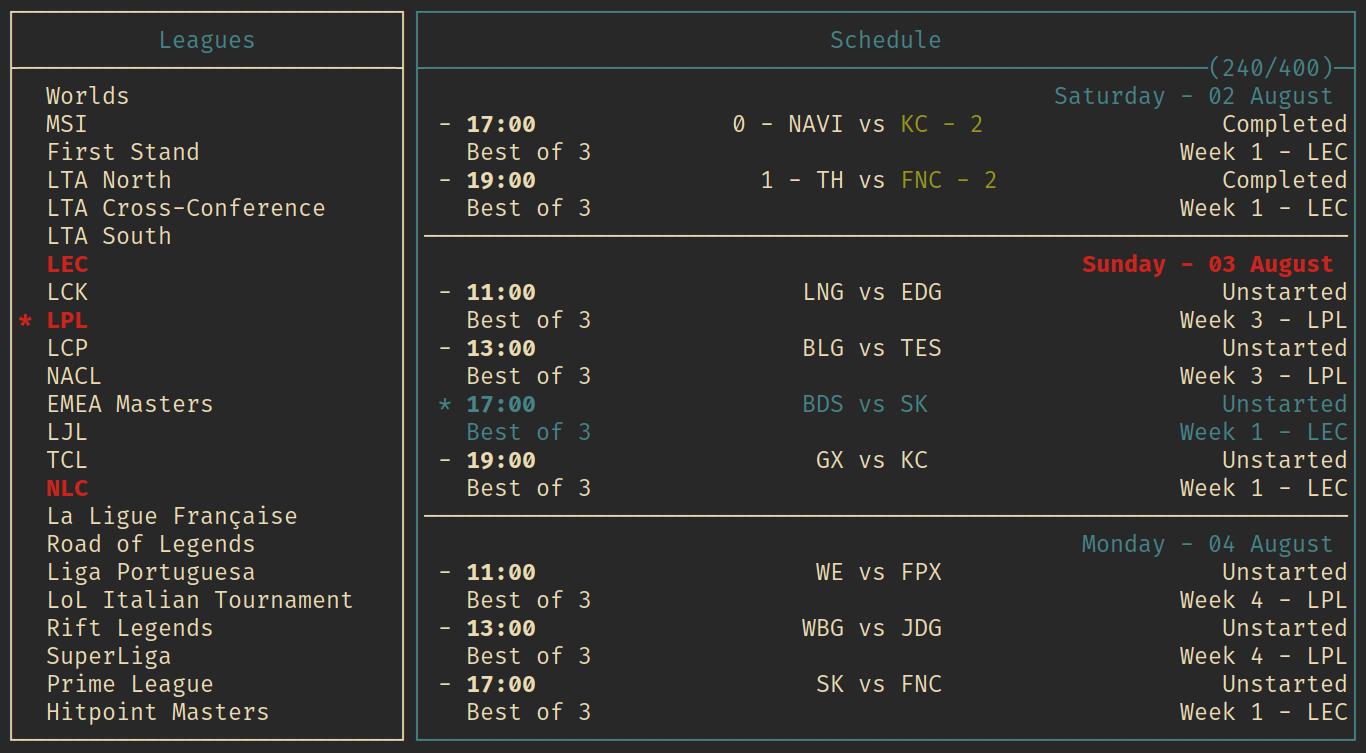 Leagues
Worlds
MSI
First Stand
LTA North
LTA Cross-Conference
LTA South
LEC
LCK
* LPL
LCP
NACL
EMEA Masters
LJL
TCL
NLC
La Ligue Française
Road of Legends
Liga Portuguesa
LoL Italian Tournament
Rift Legends
SuperLiga
Prime League
Hitpoint Masters
Schedule
(240/400)
Saturday - 02 August
- 17:00 0 - NAVI vs KC - 2 Completed
Best of 3 Week 1 - LEC
- 19:00 1 - TH vs FNC - 2 Completed
Best of 3 Week 1 - LEC
Sunday - 03 August
- 11:00 LNG vs EDG Unstarted
Best of 3 Week 3 - LPL
- 13:00 BLG vs TES Unstarted
Best of 3 Week 3 - LPL
* 17:00 BDS vs SK Unstarted
Best of 3 Week 1 - LEC
- 19:00 GX vs KC Unstarted
Best of 3 Week 1 - LEC
Monday - 04 August
- 11:00 WE vs FPX Unstarted
Best of 3 Week 4 - LPL
- 13:00 WBG vs JDG Unstarted
Best of 3 Week 4 - LPL
- 17:00 SK vs FNC Unstarted
Best of 3 Week 1 - LEC